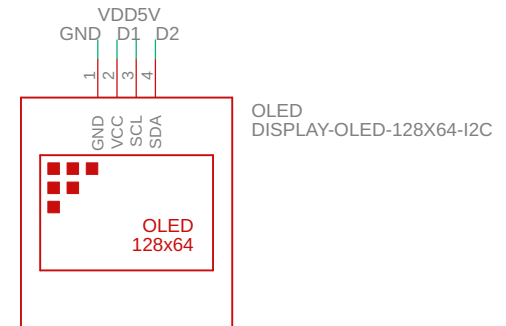 VDD5V
GND D1 D2
1 2 3 4
GND VCC SCL SDA
OLED
DISPLAY-OLED-128X64-I2C
OLED
128x64